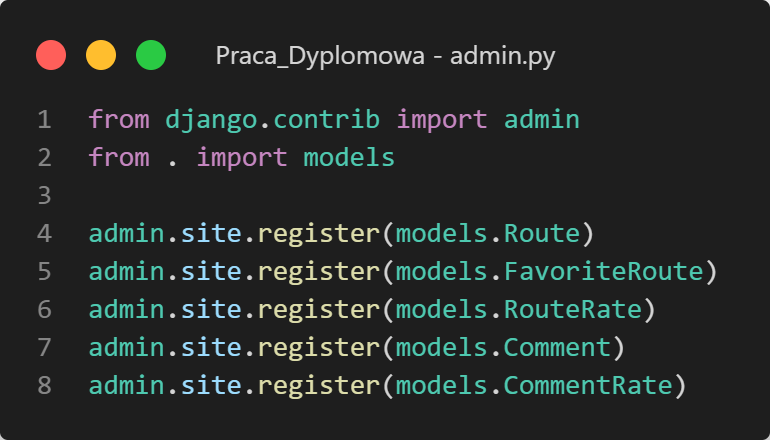 Praca_Dyplomowa - admin.py
1 from django.contrib import admin
2 from . import models
3
4 admin.site.register(models.Route)
5 admin.site.register(models.FavoriteRoute)
6 admin.site.register(models.RouteRate)
7 admin.site.register(models.Comment)
8 admin.site.register(models.CommentRate)